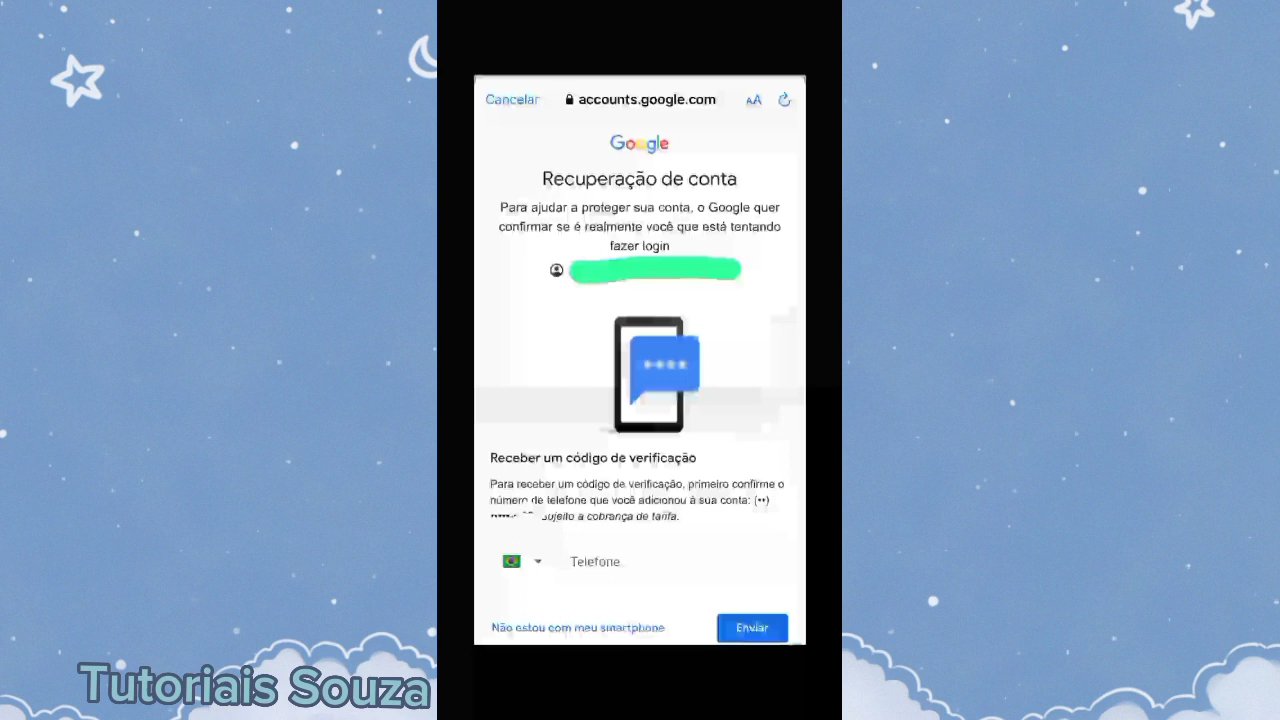 Cancelar
accounts.google.com
AA
Google
Recuperação de conta
Para ajudar a proteger sua conta, o Google quer
confirmar se é realmente você que está tentando
fazer login
Receber um código de verificação
Para receber um código de verificação, primeiro confirme o
número de telefone que você adicionou à sua conta: (••)
sujeito a cobrança de tarifa.
Telefone
Não estou com meu smartphone
Enviar
Tutoriais Souza